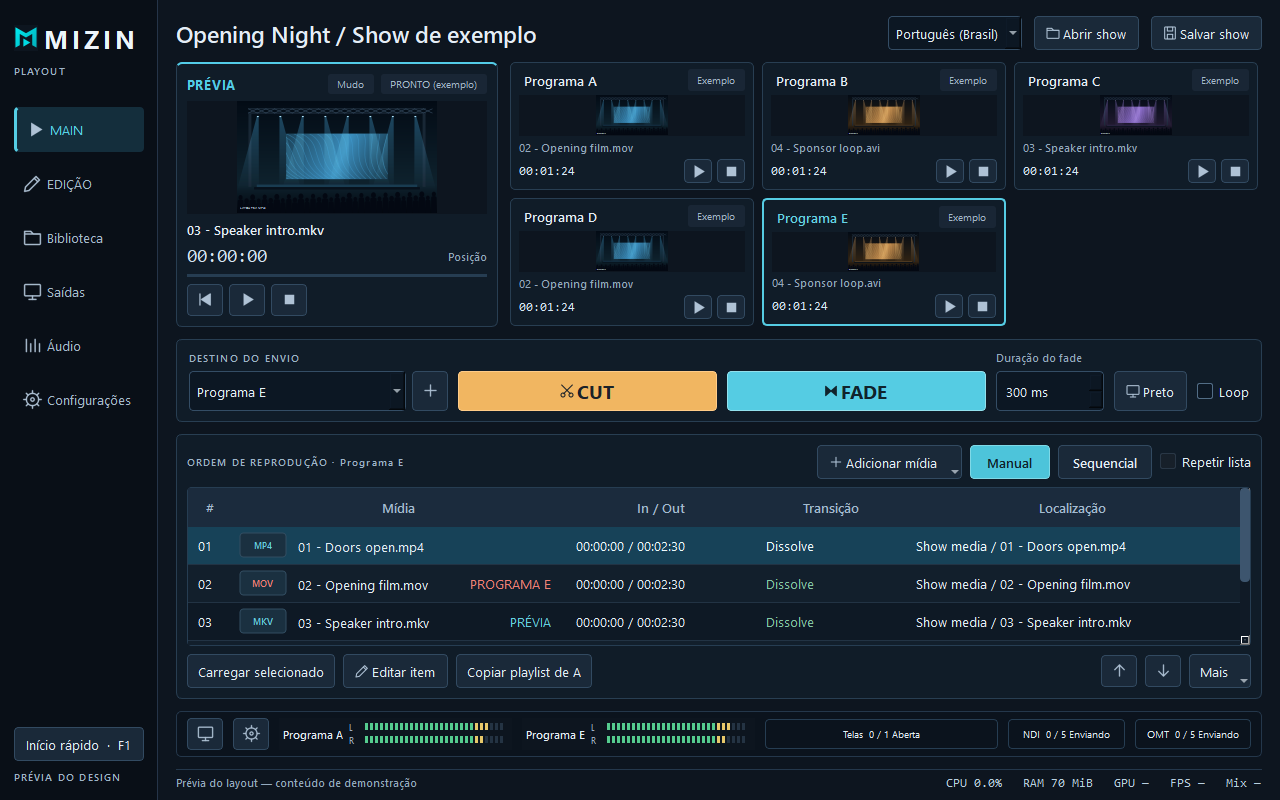 MIZIN
PLAYOUT
MAIN
EDIÇÃO
Biblioteca
Saídas
Áudio
Configurações
Início rápido · F1
PRÉVIA DO DESIGN
Opening Night / Show de exemplo
Português (Brasil)
Abrir show
Salvar show
PRÉVIA
Mudo
PRONTO (exemplo)
03 - Speaker intro.mkv
00:00:00
Posição
Programa A
Exemplo
02 - Opening film.mov
00:01:24
Programa B
Exemplo
04 - Sponsor loop.avi
00:01:24
Programa C
Exemplo
03 - Speaker intro.mkv
00:01:24
Programa D
Exemplo
02 - Opening film.mov
00:01:24
Programa E
Exemplo
04 - Sponsor loop.avi
00:01:24
DESTINO DO ENVIO
Programa E
CUT
FADE
Duração do fade
300 ms
Preto
Loop
ORDEM DE REPRODUÇÃO · Programa E
Adicionar mídia
Manual
Sequencial
Repetir lista
# Mídia In / Out Transição Localização
01 MP4 01 - Doors open.mp4 00:00:00 / 00:02:30 Dissolve Show media / 01 - Doors open.mp4
02 MOV 02 - Opening film.mov PROGRAMA E 00:00:00 / 00:02:30 Dissolve Show media / 02 - Opening film.mov
03 MKV 03 - Speaker intro.mkv PRÉVIA 00:00:00 / 00:02:30 Dissolve Show media / 03 - Speaker intro.mkv
Carregar selecionado
Editar item
Copiar playlist de A
Mais
Programa A L R
Programa E L R
Telas 0 / 1 Aberta
NDI 0 / 5 Enviando
OMT 0 / 5 Enviando
Prévia do layout — conteúdo de demonstração
CPU 0.0% RAM 70 MiB GPU — FPS — Mix —